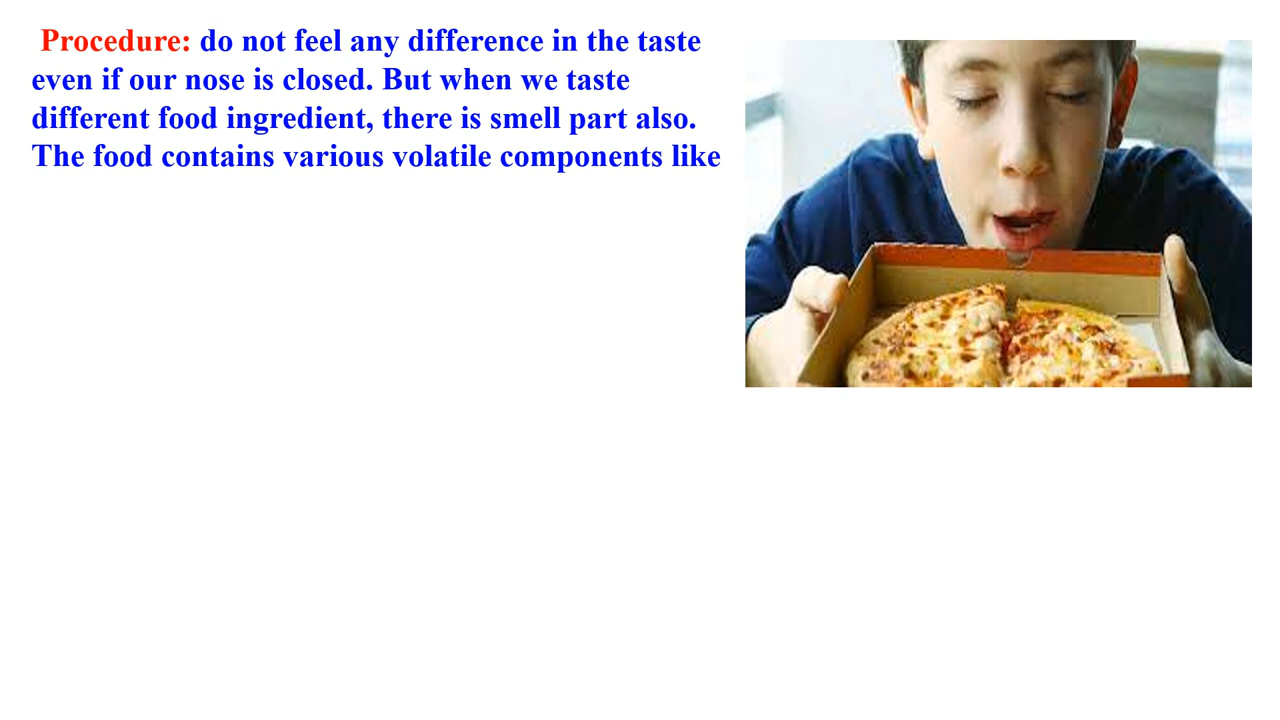 Procedure: do not feel any difference in the taste
even if our nose is closed. But when we taste
different food ingredient, there is smell part also.
The food contains various volatile components like